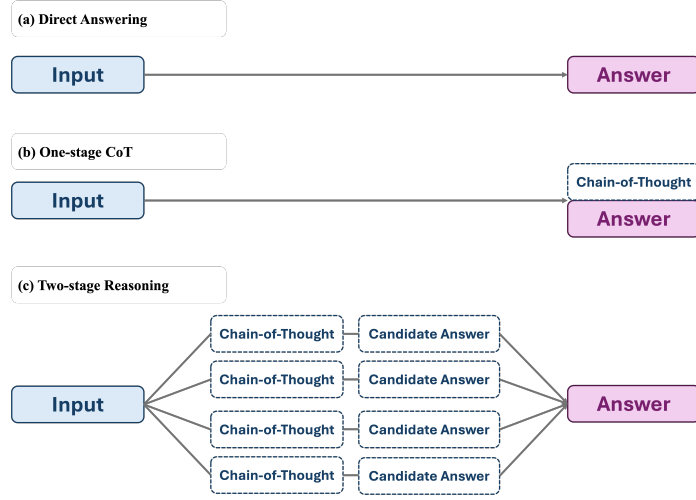 (a) Direct Answering
Input
Answer
(b) One-stage CoT
Input
Chain-of-Thought
Answer
(c) Two-stage Reasoning
Chain-of-Thought
Candidate Answer
Chain-of-Thought
Candidate Answer
Input
Answer
Chain-of-Thought
Candidate Answer
Chain-of-Thought
Candidate Answer